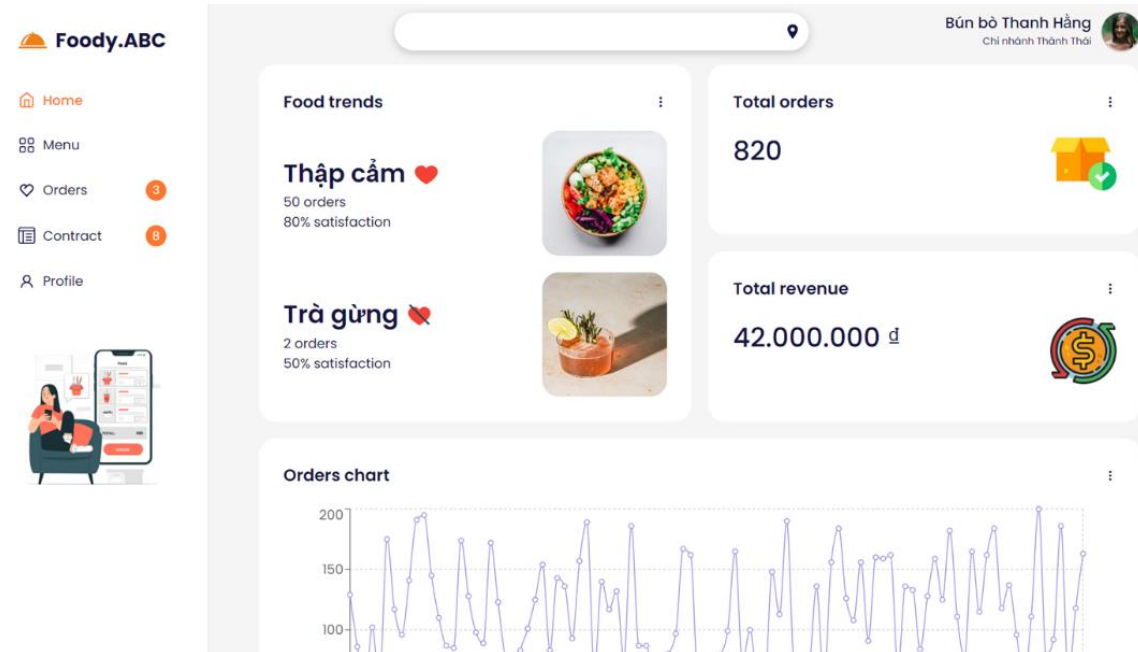 Foody.ABC
Home
Menu
Orders
3
Contract
8
Profile
Bún bò Thanh Hằng
Chi nhánh Thành Thái
Food trends
Thập cẩm
50 orders
80% satisfaction
Trà gừng
2 orders
50% satisfaction
Total orders
820
Total revenue
42.000.000 ₫
Orders chart
200
150
100